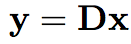 y = Dx